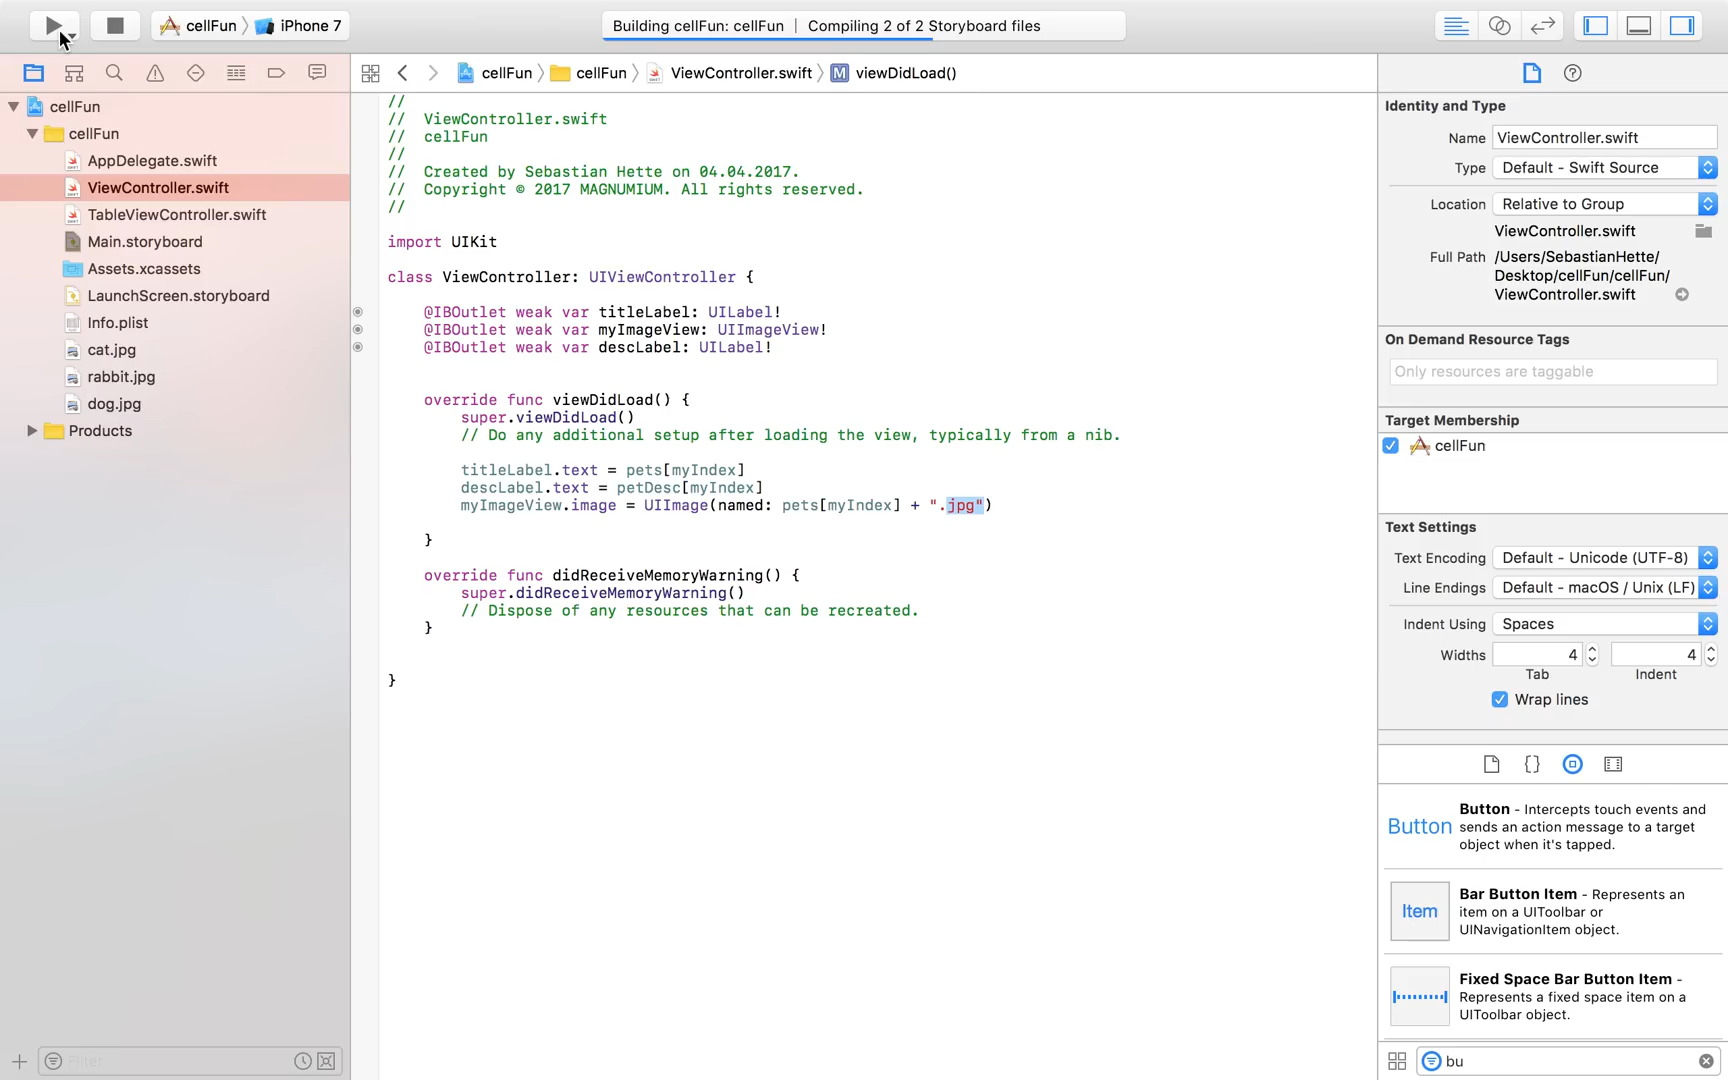 cellFun
iPhone 7
Building cellFun: cellFun | Compiling 2 of 2 Storyboard files
cellFun
cellFun
ViewController.swift
M viewDidLoad()
cellFun
cellFun
AppDelegate.swift
ViewController.swift
TableViewController.swift
Main.storyboard
Assets.xcassets
LaunchScreen.storyboard
Info.plist
cat.jpg
rabbit.jpg
dog.jpg
Products
Filter
//
// ViewController.swift
// cellFun
//
// Created by Sebastian Hette on 04.04.2017.
// Copyright © 2017 MAGNUMIUM. All rights reserved.
//
import UIKit
class ViewController: UIViewController {
@IBOutlet weak var titleLabel: UILabel!
@IBOutlet weak var myImageView: UIImageView!
@IBOutlet weak var descLabel: UILabel!
override func viewDidLoad() {
super.viewDidLoad()
// Do any additional setup after loading the view, typically from a nib.
titleLabel.text = pets[myIndex]
descLabel.text = petDesc[myIndex]
myImageView.image = UIImage(named: pets[myIndex] + ".jpg")
}
override func didReceiveMemoryWarning() {
super.didReceiveMemoryWarning()
// Dispose of any resources that can be recreated.
}
}
Identity and Type
Name ViewController.swift
Type Default - Swift Source
Location Relative to Group
ViewController.swift
Full Path /Users/SebastianHette/
Desktop/cellFun/cellFun/
ViewController.swift
On Demand Resource Tags
Only resources are taggable
Target Membership
cellFun
Text Settings
Text Encoding Default - Unicode (UTF-8)
Line Endings Default - macOS / Unix (LF)
Indent Using Spaces
Widths 4 4
Tab Indent
Wrap lines
Button Button - Intercepts touch events and
sends an action message to a target
object when it's tapped.
Item Bar Button Item - Represents an
item on a UIToolbar or
UINavigationItem object.
Fixed Space Bar Button Item -
Represents a fixed space item on a
UIToolbar object.
bu